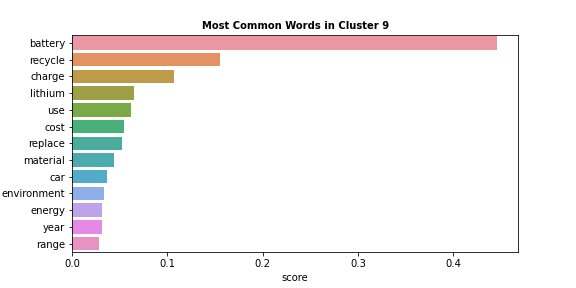 Most Common Words in Cluster 9
battery
recycle
charge
lithium
use
cost
replace
material
car
environment
energy
year
range
0.0 0.1 0.2 0.3 0.4
score